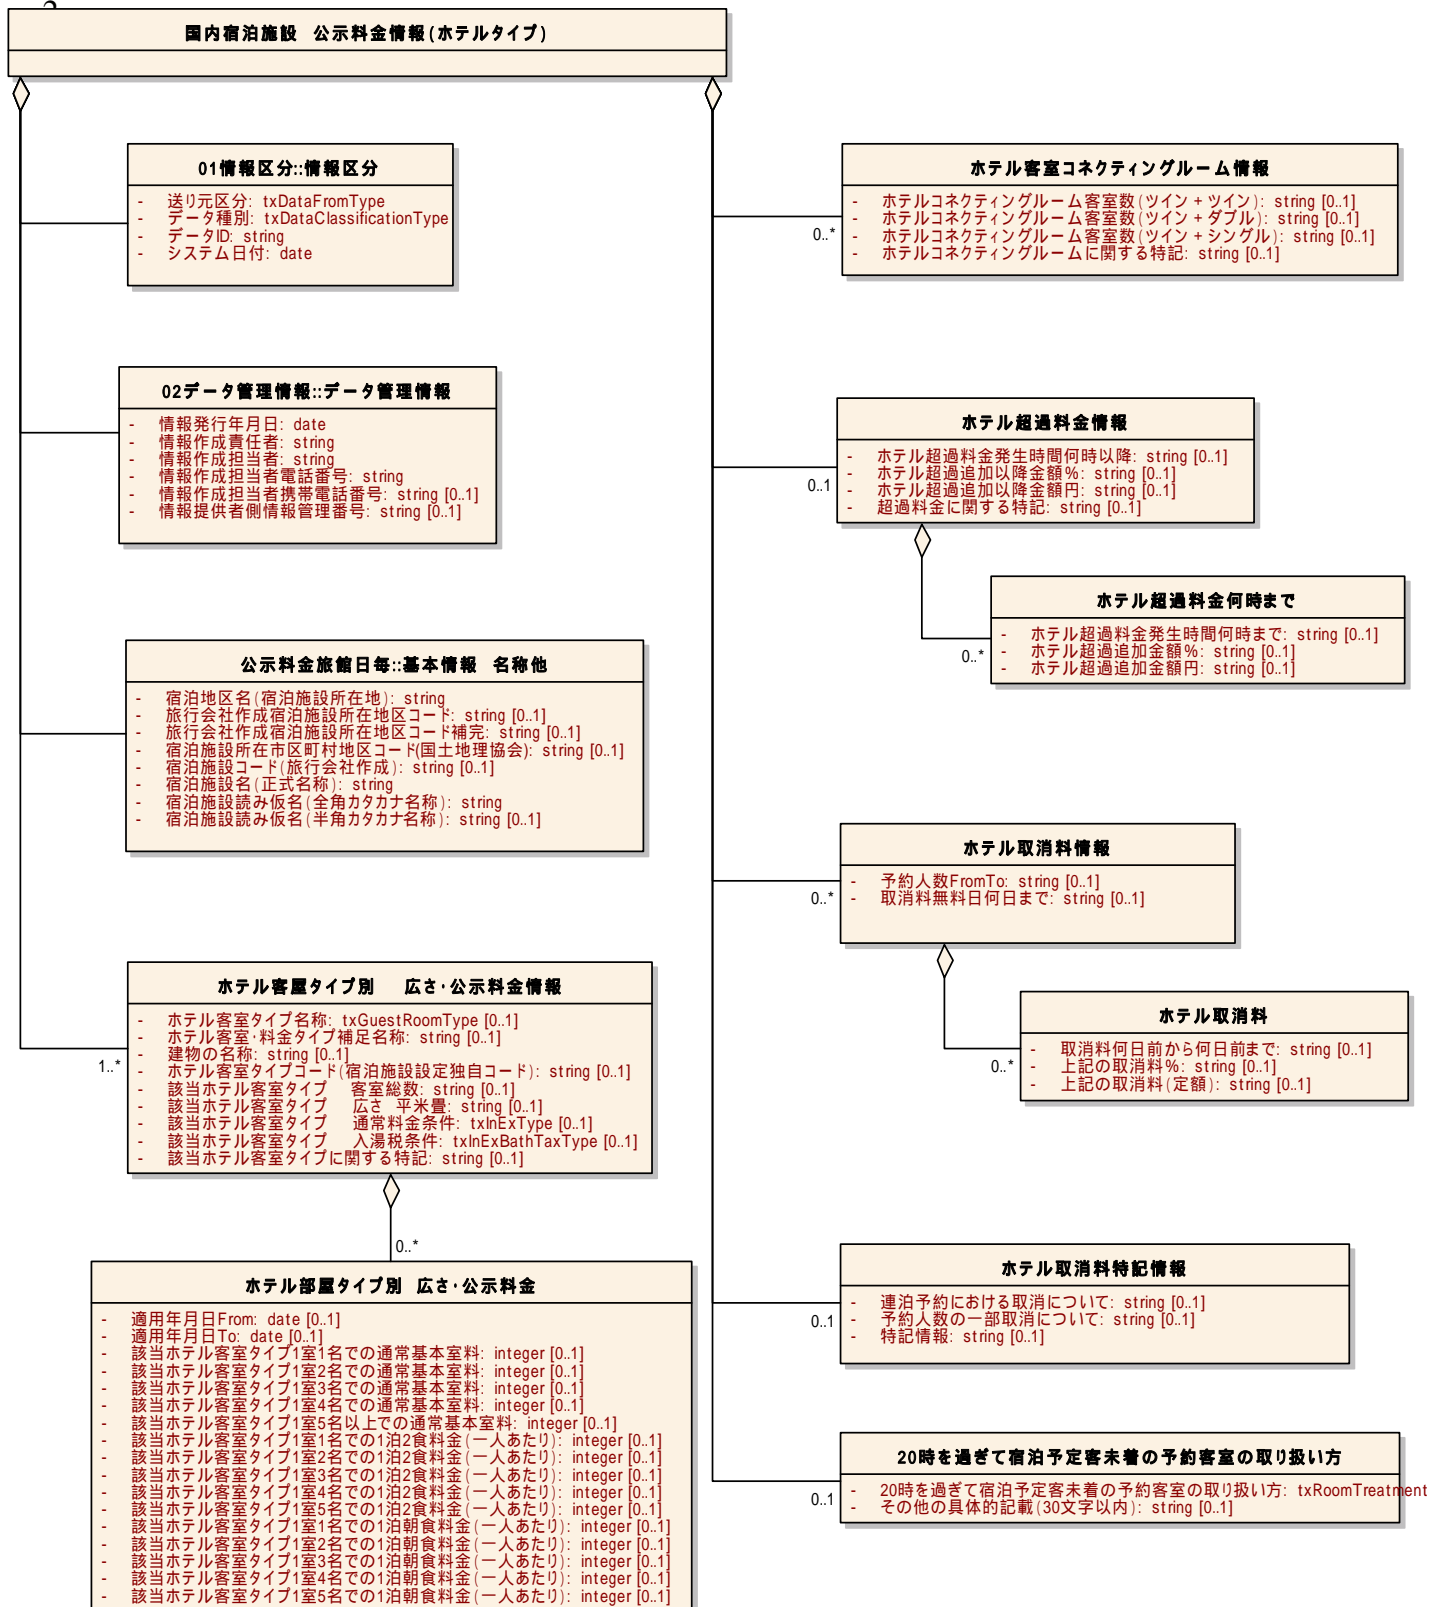 国内宿泊施設 公示料金情報(ホテルタイプ)
01情報区分::情報区分
- 送り元区分: txDataFromType
- データ種別: txDataClassificationType
- データID: string
- システム日付: date
02データ管理情報::データ管理情報
- 情報発行年月日: date
- 情報作成責任者: string
- 情報作成担当者: string
- 情報作成担当者電話番号: string
- 情報作成担当者携帯電話番号: string [0..1]
- 情報提供者側情報管理番号: string [0..1]
公示料金旅館日毎::基本情報 名称他
- 宿泊地区名(宿泊施設所在地): string
- 旅行会社作成宿泊施設所在地区コード: string [0..1]
- 旅行会社作成宿泊施設所在地区コード補完: string [0..1]
- 宿泊施設所在市区町村地区コード(国土地理協会): string [0..1]
- 宿泊施設コード(旅行会社作成): string [0..1]
- 宿泊施設名(正式名称): string
- 宿泊施設読み仮名(全角カタカナ名称): string
- 宿泊施設読み仮名(半角カタカナ名称): string [0..1]
1..*
ホテル客屋タイプ別 広さ・公示料金情報
- ホテル客室タイプ名称: txGuestRoomType [0..1]
- ホテル客室・料金タイプ補足名称: string [0..1]
- 建物の名称: string [0..1]
- ホテル客室タイプコード(宿泊施設設定独自コード): string [0..1]
- 該当ホテル客室タイプ 客室総数: string [0..1]
- 該当ホテル客室タイプ 広さ 平米畳: string [0..1]
- 該当ホテル客室タイプ 通常料金条件: txInExType [0..1]
- 該当ホテル客室タイプ 入湯税条件: txInExBathTaxType [0..1]
- 該当ホテル客室タイプに関する特記: string [0..1]
0..*
ホテル部屋タイプ別 広さ・公示料金
- 適用年月日From: date [0..1]
- 適用年月日To: date [0..1]
- 該当ホテル客室タイプ1室1名での通常基本室料: integer [0..1]
- 該当ホテル客室タイプ1室2名での通常基本室料: integer [0..1]
- 該当ホテル客室タイプ1室3名での通常基本室料: integer [0..1]
- 該当ホテル客室タイプ1室4名での通常基本室料: integer [0..1]
- 該当ホテル客室タイプ1室5名以上での通常基本室料: integer [0..1]
- 該当ホテル客室タイプ1室1名での1泊2食料金(一人あたり): integer [0..1]
- 該当ホテル客室タイプ1室2名での1泊2食料金(一人あたり): integer [0..1]
- 該当ホテル客室タイプ1室3名での1泊2食料金(一人あたり): integer [0..1]
- 該当ホテル客室タイプ1室4名での1泊2食料金(一人あたり): integer [0..1]
- 該当ホテル客室タイプ1室5名での1泊2食料金(一人あたり): integer [0..1]
- 該当ホテル客室タイプ1室1名での1泊朝食料金(一人あたり): integer [0..1]
- 該当ホテル客室タイプ1室2名での1泊朝食料金(一人あたり): integer [0..1]
- 該当ホテル客室タイプ1室3名での1泊朝食料金(一人あたり): integer [0..1]
- 該当ホテル客室タイプ1室4名での1泊朝食料金(一人あたり): integer [0..1]
- 該当ホテル客室タイプ1室5名での1泊朝食料金(一人あたり): integer [0..1]
0..*
ホテル客室コネクティングルーム情報
- ホテルコネクティングルーム客室数(ツイン+ツイン): string [0..1]
- ホテルコネクティングルーム客室数(ツイン+ダブル): string [0..1]
- ホテルコネクティングルーム客室数(ツイン+シングル): string [0..1]
- ホテルコネクティングルームに関する特記: string [0..1]
0..1
ホテル超過料金情報
- ホテル超過料金発生時間何時以降: string [0..1]
- ホテル超過追加以降金額%: string [0..1]
- ホテル超過追加以降金額円: string [0..1]
- 超過料金に関する特記: string [0..1]
0..*
ホテル超過料金何時まで
- ホテル超過料金発生時間何時まで: string [0..1]
- ホテル超過追加金額%: string [0..1]
- ホテル超過追加金額円: string [0..1]
0..*
ホテル取消料情報
- 予約人数FromTo: string [0..1]
- 取消料無料日何日まで: string [0..1]
0..*
ホテル取消料
- 取消料何日前から何日前まで: string [0..1]
- 上記の取消料%: string [0..1]
- 上記の取消料(定額): string [0..1]
0..1
ホテル取消料特記情報
- 連泊予約における取消について: string [0..1]
- 予約人数の一部取消について: string [0..1]
- 特記情報: string [0..1]
0..1
20時を過ぎて宿泊予定客未着の予約客室の取り扱い方
- 20時を過ぎて宿泊予定客未着の予約客室の取り扱い方: txRoomTreatment
- その他の具体的記載(30文字以内): string [0..1]